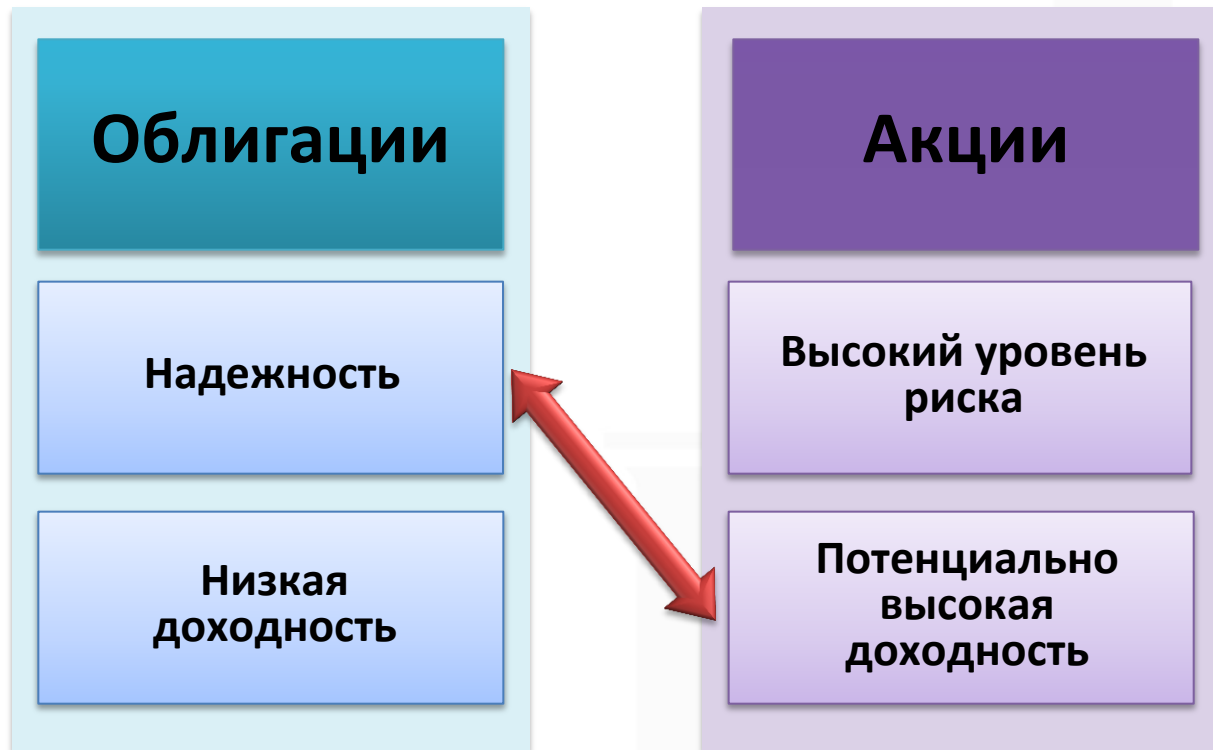 Облигации
Надежность
Низкая
доходность
Акции
Высокий уровень
риска
Потенциально
высокая
доходность